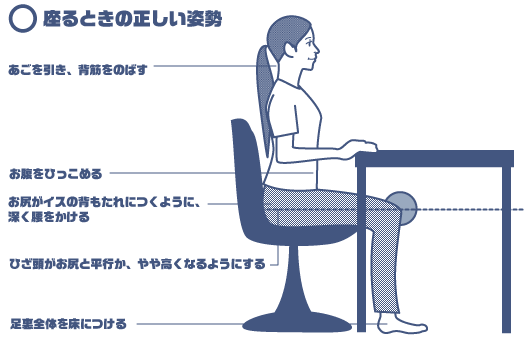 座るときの正しい姿勢
あごを引き、背筋をのばす
お腹をひっこめる
お尻がイスの背もたれにつくように、
深く腰をかける
ひざ頭がお尻と平行か、やや高くなるようにする
足裏全体を床につける